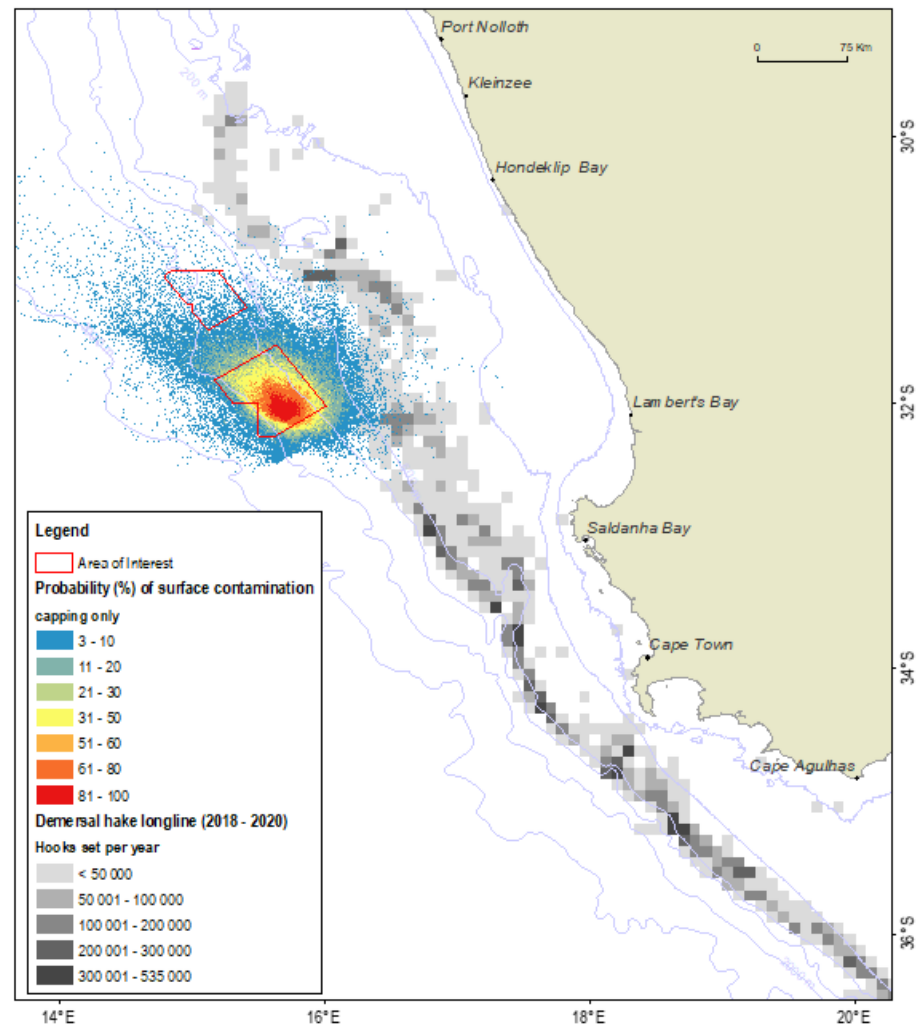 Port Nolloth
0 75 Km
Kleinzee
200 m
30°S
Hondeklip Bay
32°S
Lambert's Bay
Saldanha Bay
Cape Town
34°S
Cape Agulhas
36°S
Legend
Area of Interest
Probability (%) of surface contamination
capping only
3 - 10
11 - 20
21 - 30
31 - 50
51 - 60
61 - 80
81 - 100
Demersal hake longline (2018 - 2020)
Hooks set per year
< 50 000
50 001 - 100 000
100 001 - 200 000
200 001 - 300 000
300 001 - 535 000
14°E 16°E 18°E 20°E